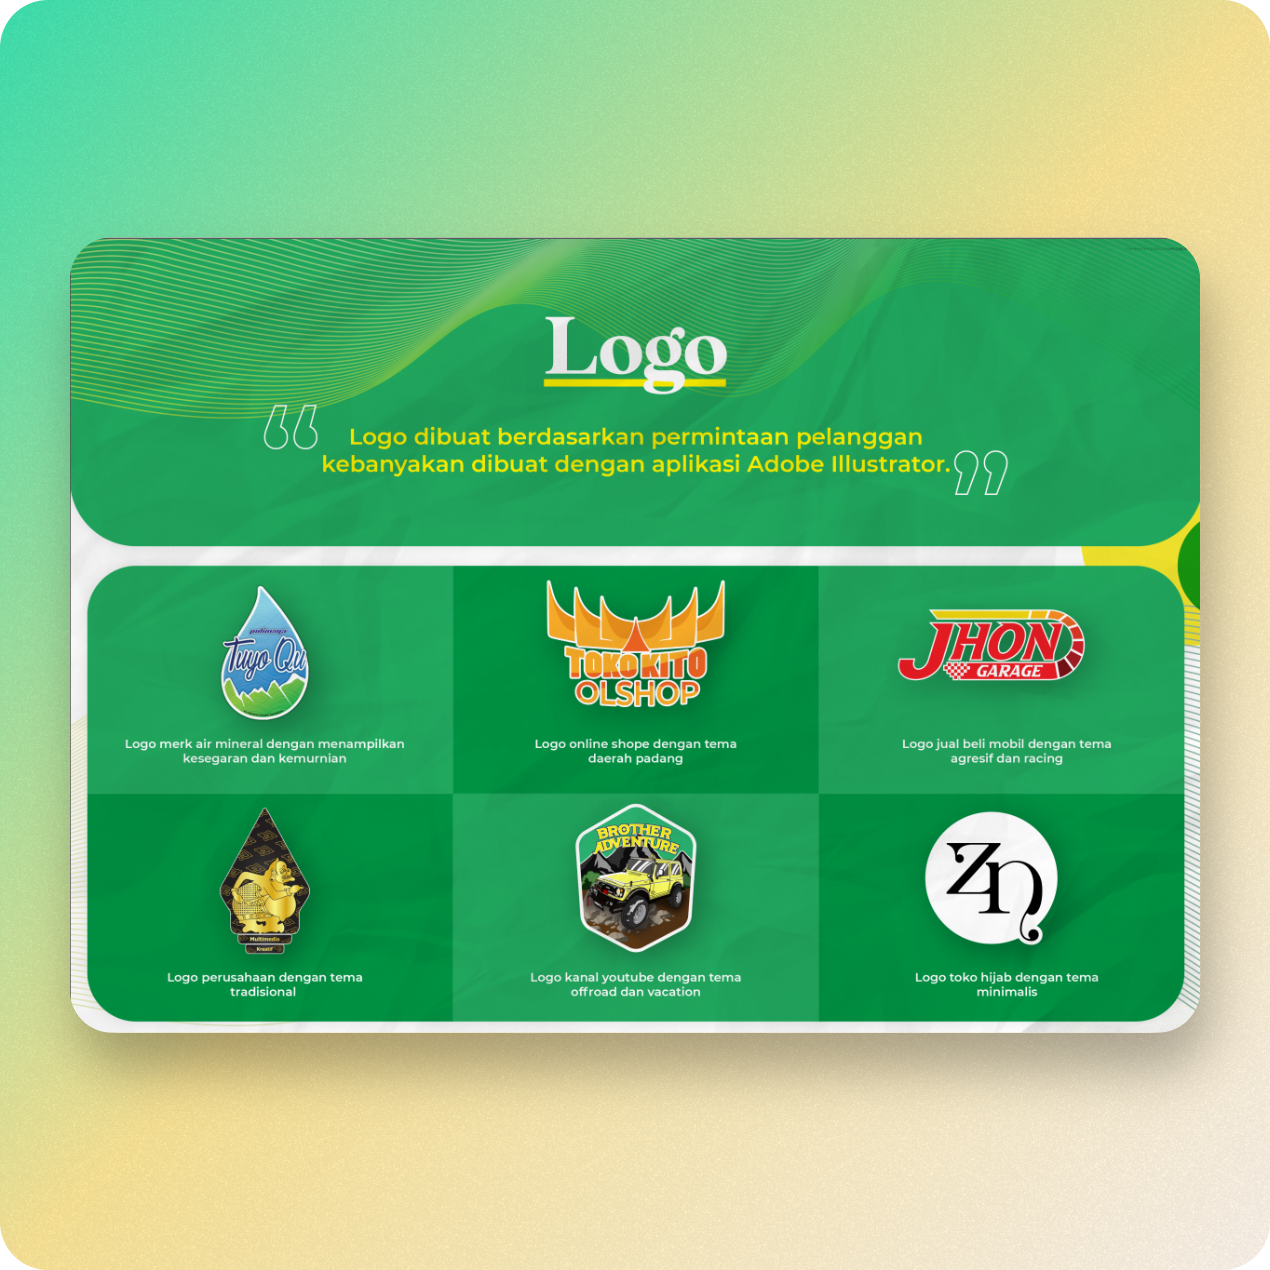 Logo
“ Logo dibuat berdasarkan permintaan pelanggan
kebanyakan dibuat dengan aplikasi Adobe Illustrator. ”
Tuyo Qu
Logo merk air mineral dengan menampilkan
kesegaran dan kemurnian
TOKO KITO
OLSHOP
Logo online shope dengan tema
daerah padang
JHON
GARAGE
Logo jual beli mobil dengan tema
agresif dan racing
Multimedia
Kreatif
Logo perusahaan dengan tema
tradisional
BROTHER
ADVENTURE
Logo kanal youtube dengan tema
offroad dan vacation
zn
Logo toko hijab dengan tema
minimalis